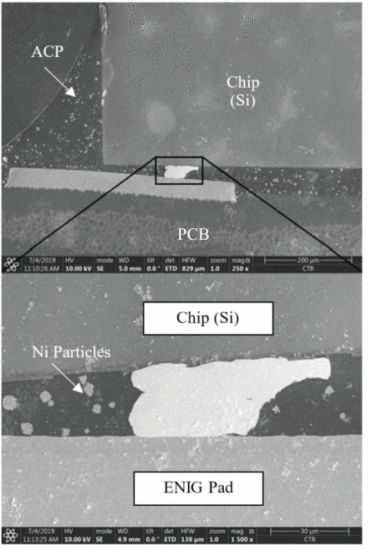 ACP
Chip
(Si)
PCB
7/4/2019 HV mode WD tilt det HFW zoom mag 200 μm
11:10:26 AM 10.00 kV SE 5.0 mm 0.0 ° ETD 829 μm 1.0 250 x CTR
Chip (Si)
Ni Particles
ENIG Pad
7/4/2019 HV mode WD tilt det HFW zoom mag 30 μm
11:13:25 AM 10.00 kV SE 4.9 mm 0.0 ° ETD 138 μm 1.0 1 500 x CTR